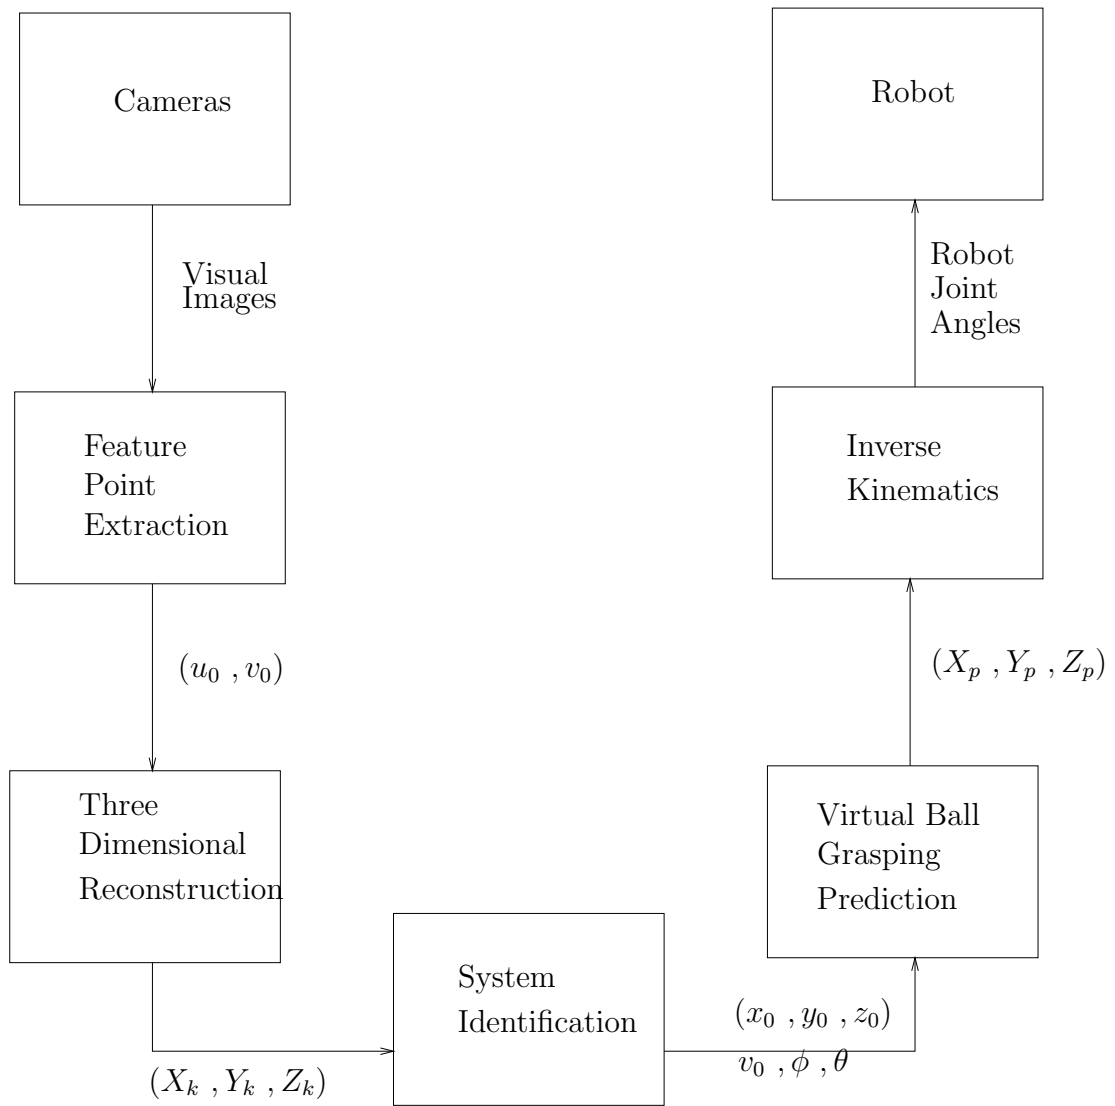 Cameras
Visual
Images
Feature
Point
Extraction
(u_0 , v_0)
Three
Dimensional
Reconstruction
(X_k , Y_k , Z_k)
System
Identification
(x_0 , y_0 , z_0)
v_0 , ϕ , θ
Virtual Ball
Grasping
Prediction
(X_p , Y_p , Z_p)
Inverse
Kinematics
Robot
Joint
Angles
Robot